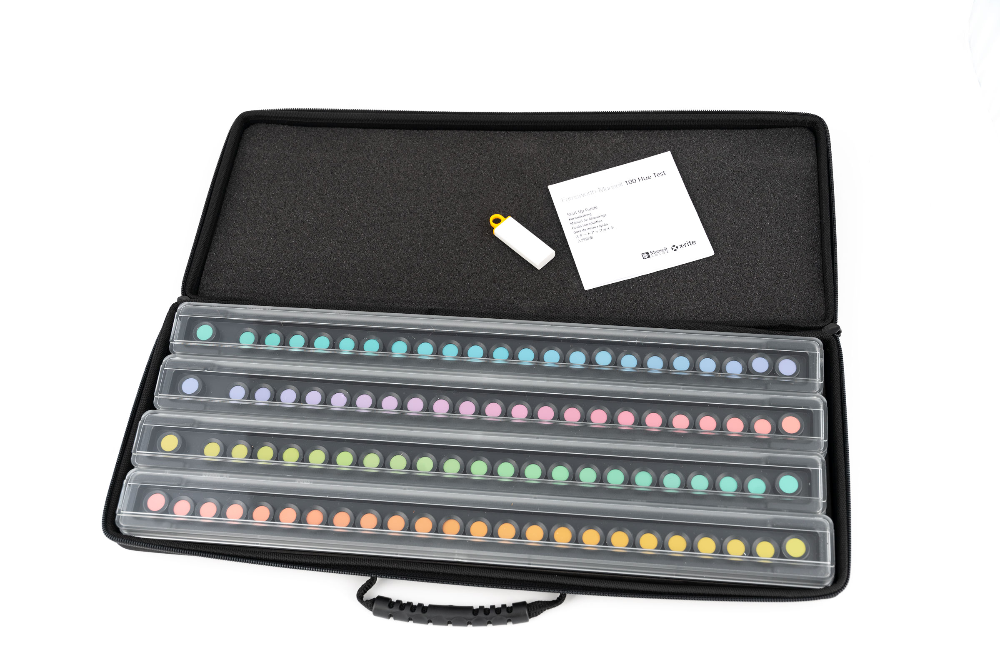 Farnsworth Munsell 100 Hue Test
Start Up Guide
Kurzanleitung
Manuel de démarrage
Guida introduttiva
Guía de inicio rápido
スタートアップガイド
入門指南
Munsell
COLOR
x·rite